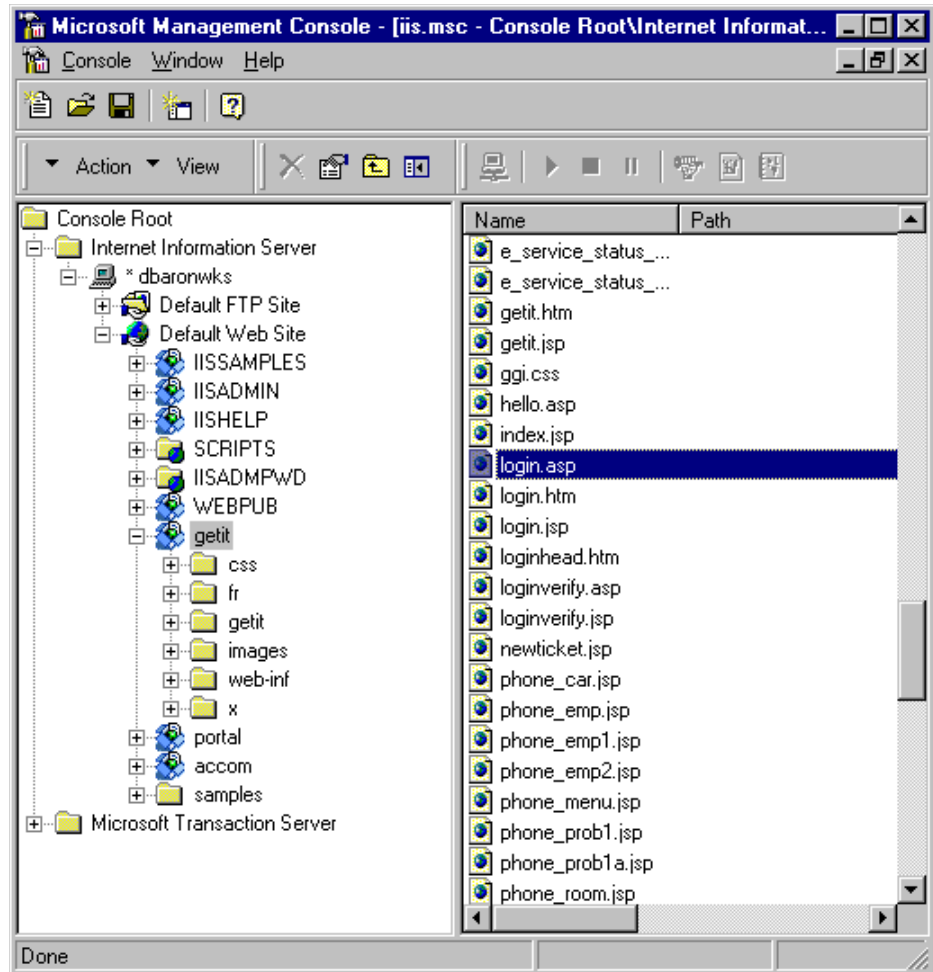 Microsoft Management Console - [iis.msc - Console Root\Internet Informat...
Console Window Help
Action View
Console Root
Internet Information Server
* dbaronwks
Default FTP Site
Default Web Site
IISSAMPLES
IISADMIN
IISHELP
SCRIPTS
IISADMPWD
WEBPUB
getit
css
fr
getit
images
web-inf
x
portal
accom
samples
Microsoft Transaction Server
Name Path
e_service_status_...
e_service_status_...
getit.htm
getit.jsp
ggi.css
hello.asp
index.jsp
login.asp
login.htm
login.jsp
loginhead.htm
loginverify.asp
loginverify.jsp
newticket.jsp
phone_car.jsp
phone_emp.jsp
phone_emp1.jsp
phone_emp2.jsp
phone_menu.jsp
phone_prob1.jsp
phone_prob1a.jsp
phone_room.jsp
Done